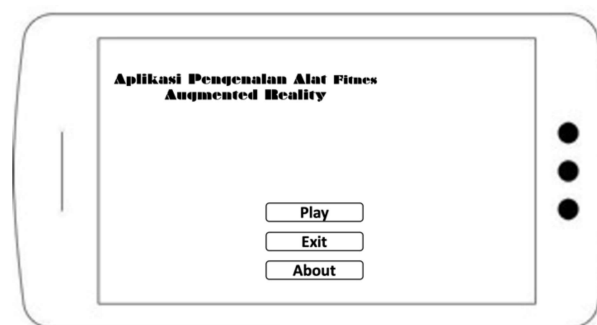 Aplikasi Pengenalan Alat Fitnes
Augmented Reality
Play
Exit
About